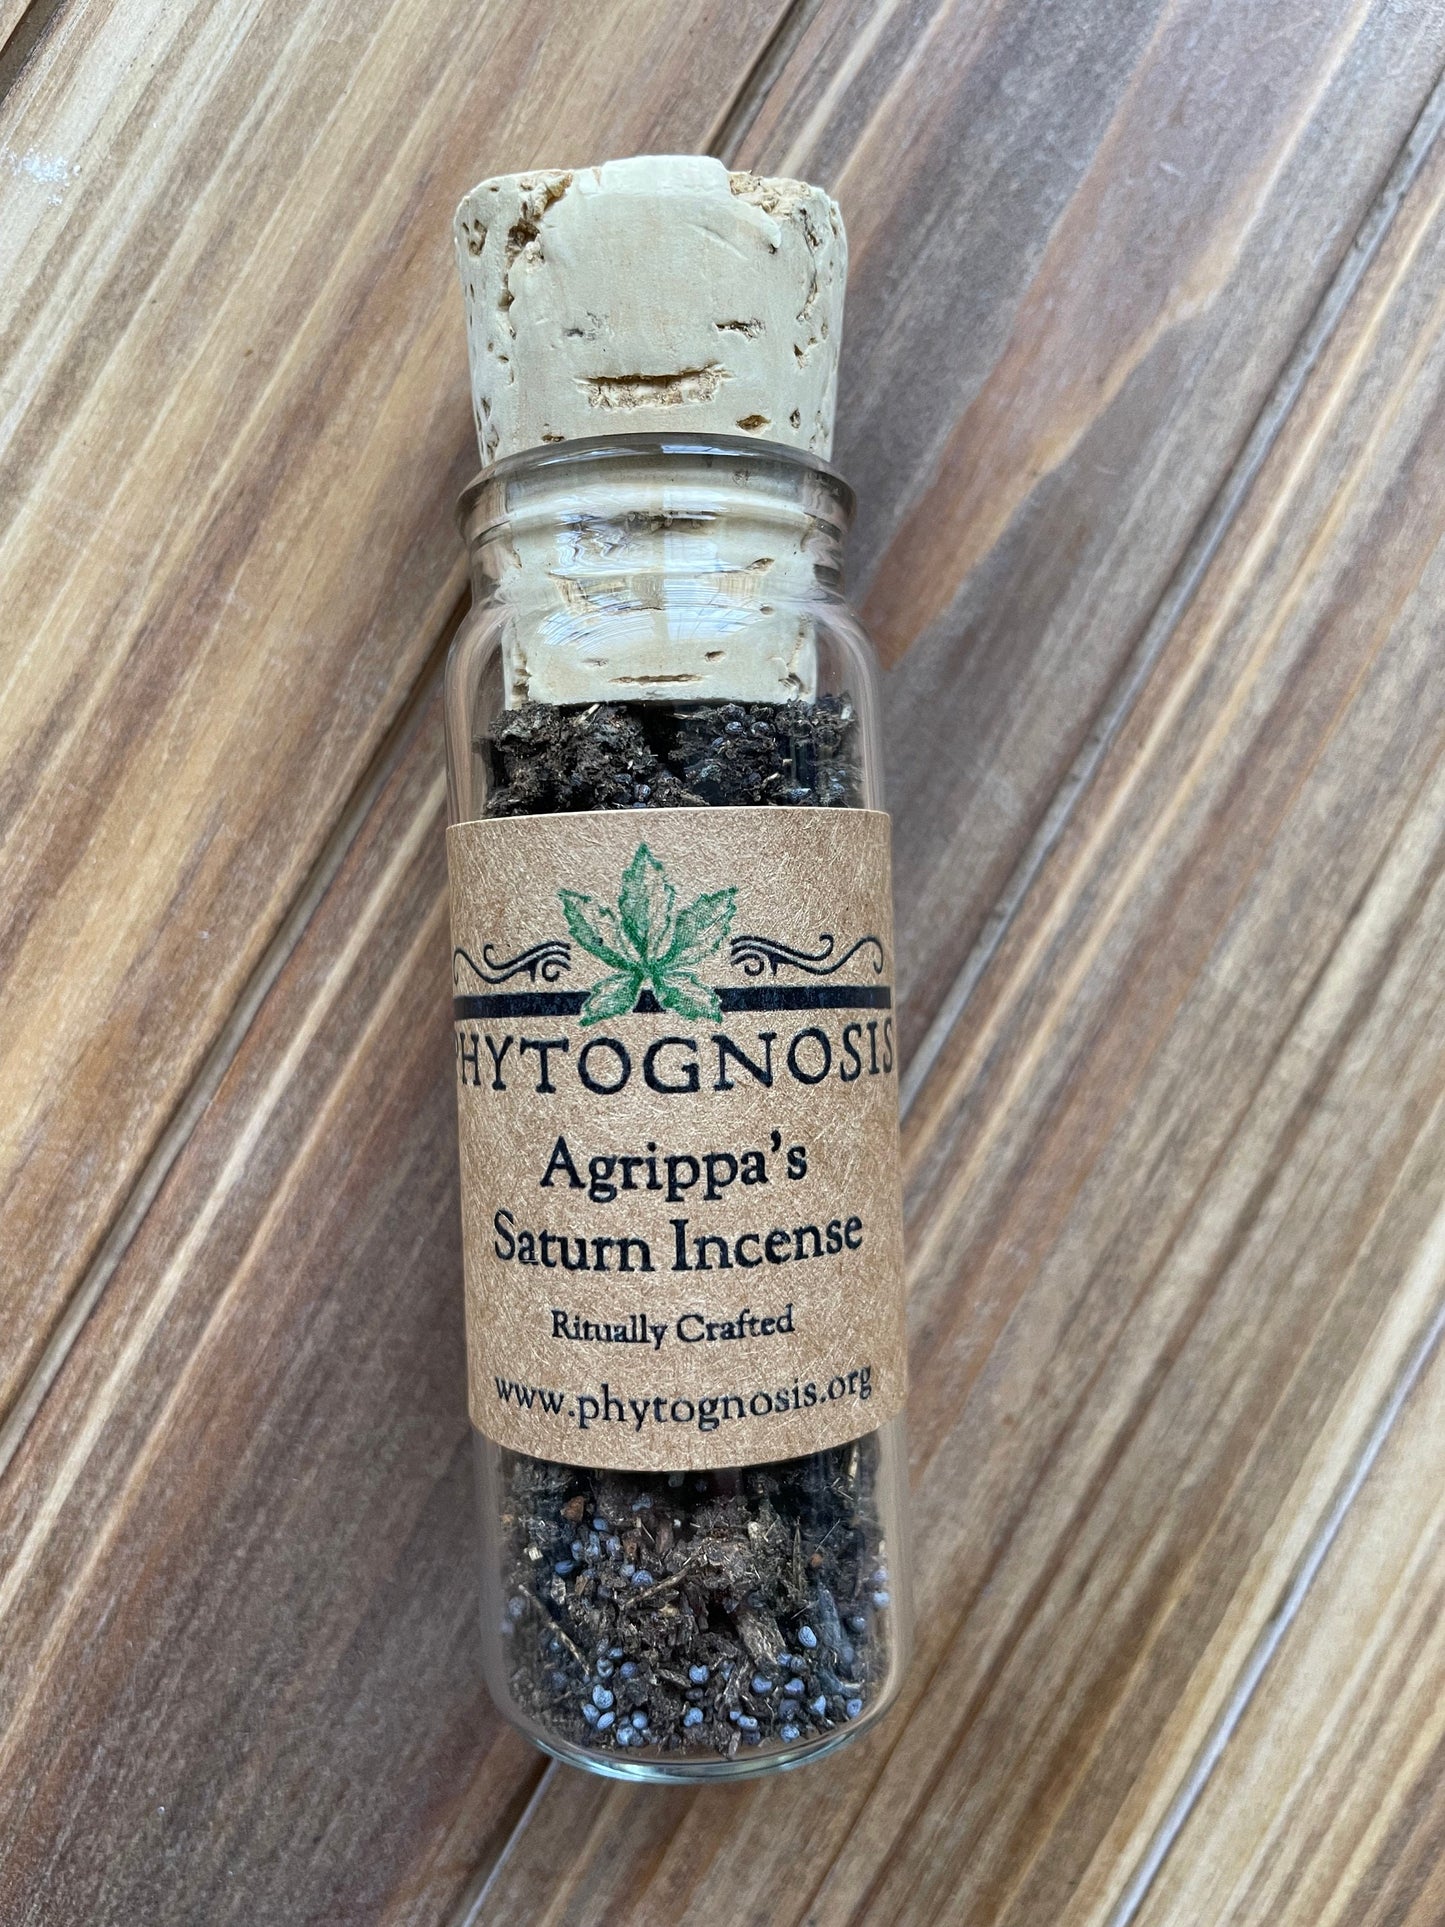 PHYTOGNOSIS
Agrippa's
Saturn Incense
Ritually Crafted
www.phytognosis.org